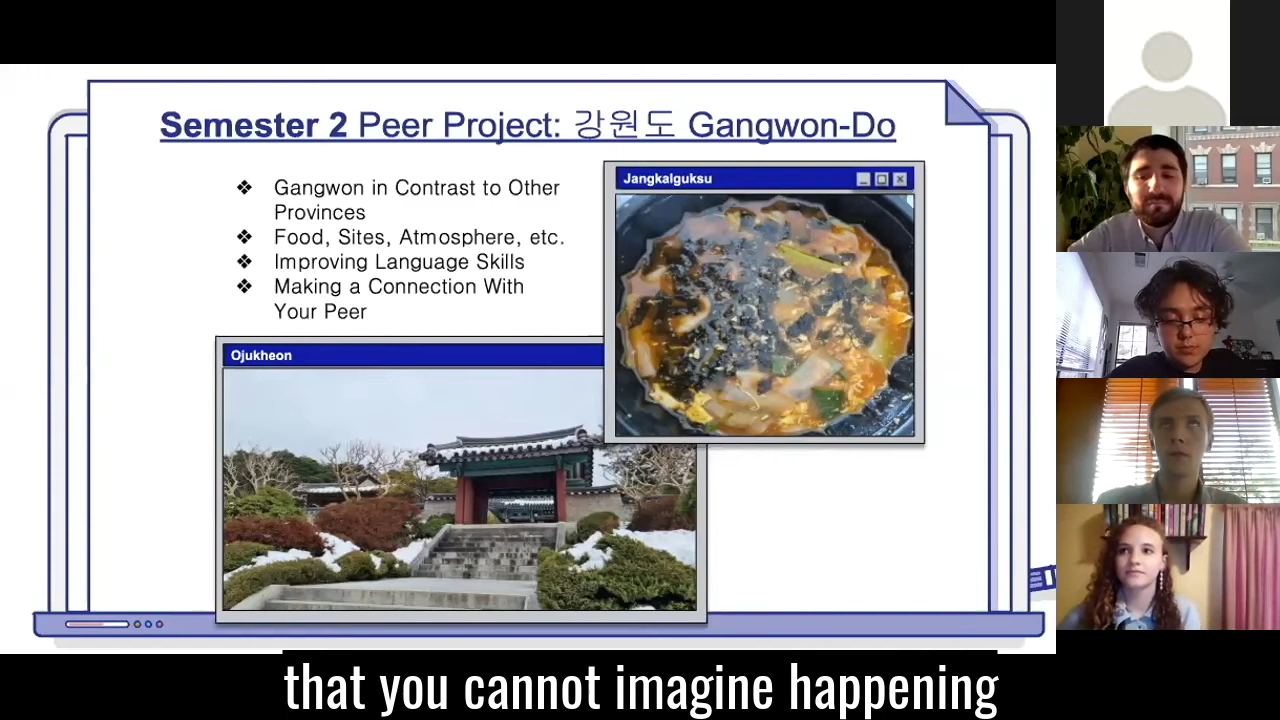 Semester 2 Peer Project: 강원도 Gangwon-Do
❖ Gangwon in Contrast to Other
Provinces
❖ Food, Sites, Atmosphere, etc.
❖ Improving Language Skills
❖ Making a Connection With
Your Peer
Jangkalguksu
Ojukheon
that you cannot imagine happening